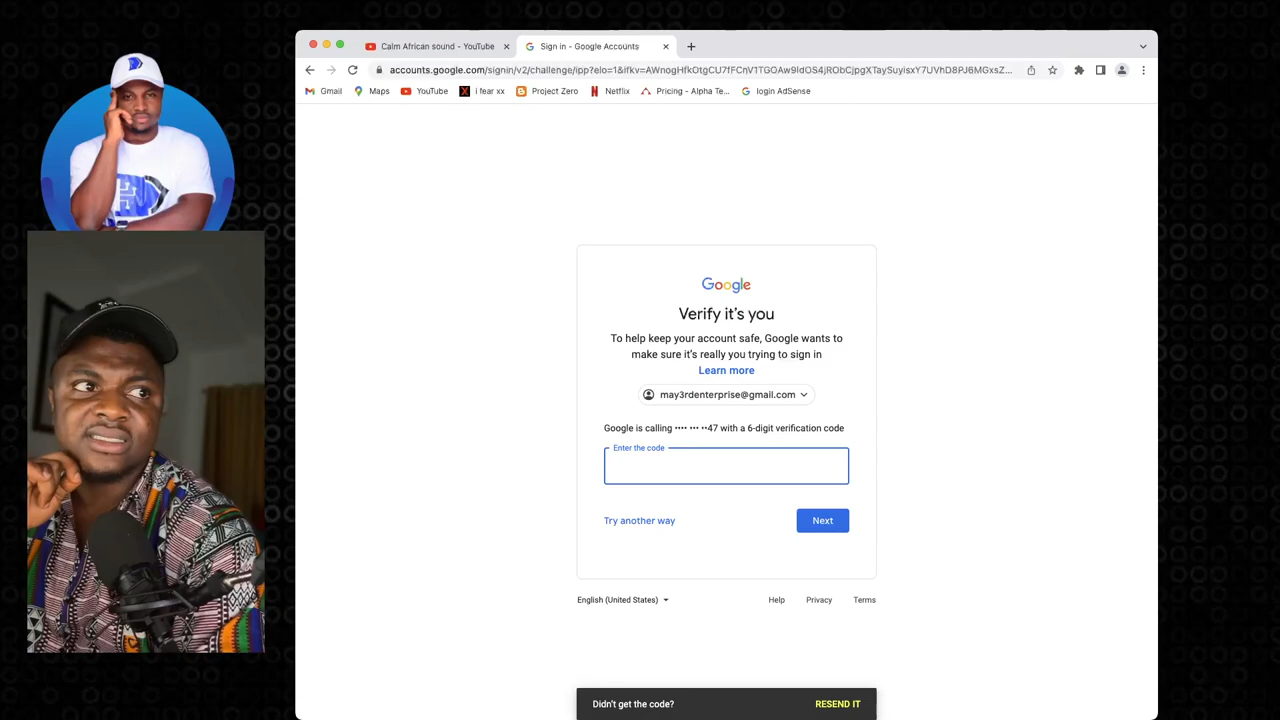 Calm African sound - YouTube
Sign in - Google Accounts
accounts.google.com/signin/v2/challenge/ipp?elo=1&ifkv=
Gmail
Maps
YouTube
i fear xx
Project Zero
Netflix
Pricing - Alpha Te...
login AdSense
Google
Verify it's you
To help keep your account safe, Google wants to
make sure it's really you trying to sign in
Learn more
may3rdenterprise@gmail.com
Google is calling •••• ••• ••47 with a 6-digit verification code
Enter the code
Try another way
Next
English (United States)
Help
Privacy
Terms
Didn't get the code?
RESEND IT